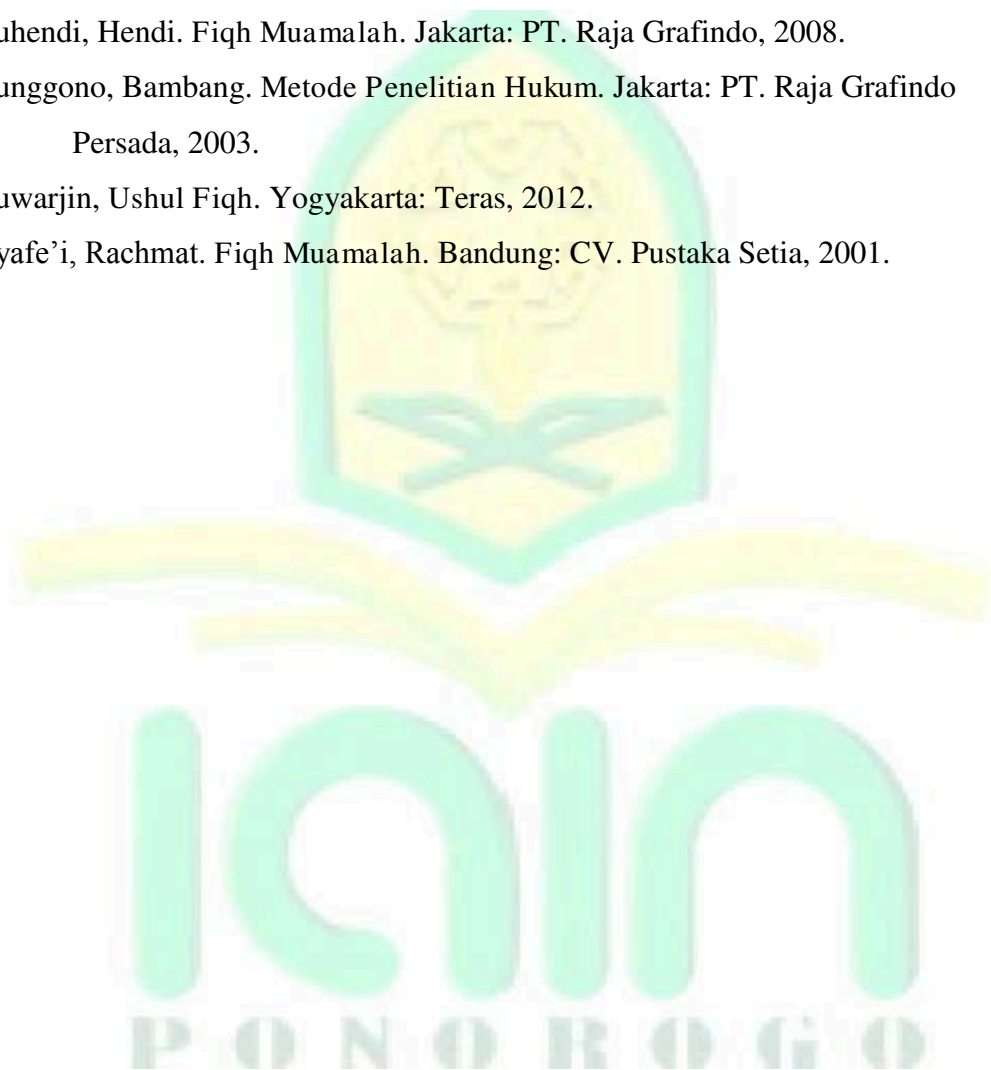 uhendi, Hendi. Fiqh Muamalah. Jakarta: PT. Raja Grafindo, 2008.
unggono, Bambang. Metode Penelitian Hukum. Jakarta: PT. Raja Grafindo
Persada, 2003.
uwarjin, Ushul Fiqh. Yogyakarta: Teras, 2012.
yafe’i, Rachmat. Fiqh Muamalah. Bandung: CV. Pustaka Setia, 2001.
iain
PONOROGO